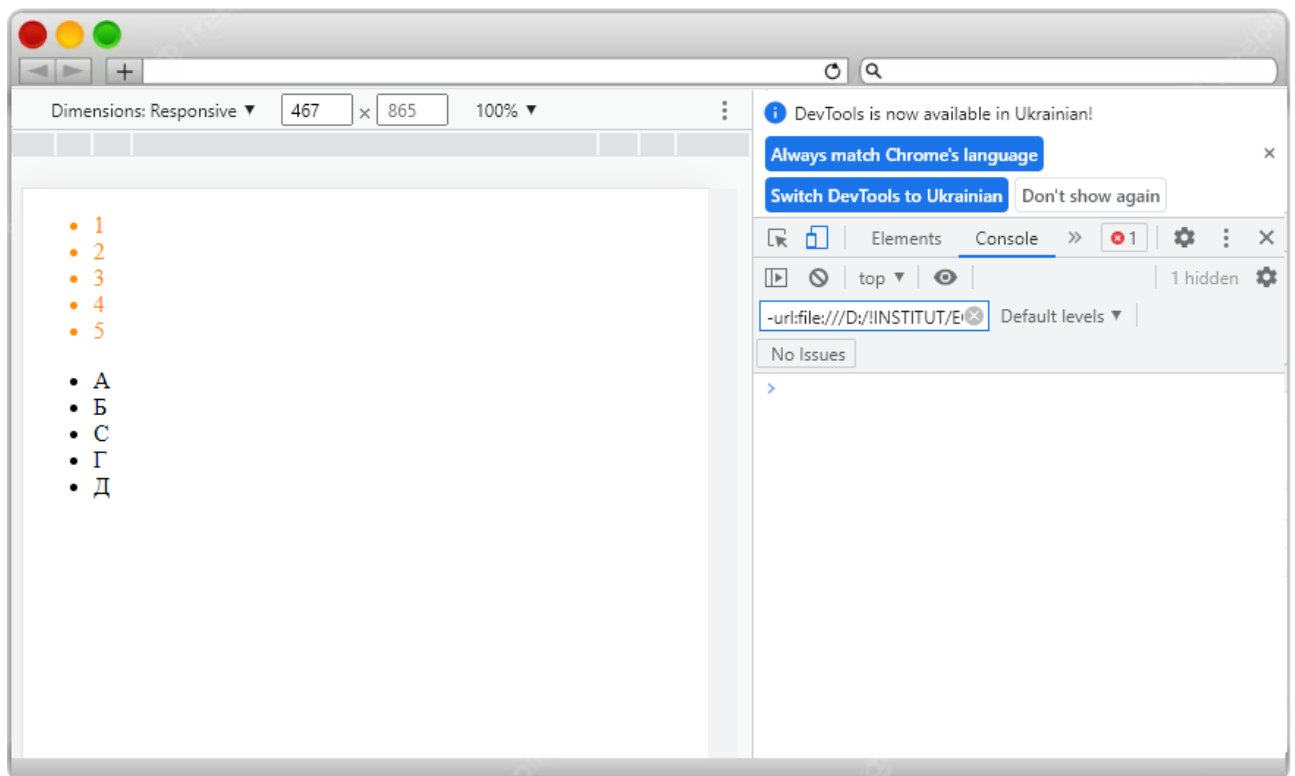 Dimensions: Responsive ▼ 467 × 865 100% ▼
1
2
3
4
5
А
Б
С
Г
Д
DevTools is now available in Ukrainian!
Always match Chrome's language
Switch DevTools to Ukrainian Don't show again
Elements Console 1
top ▼ 1 hidden
-url:file:///D:/!INSTITUT/ Default levels ▼
No Issues